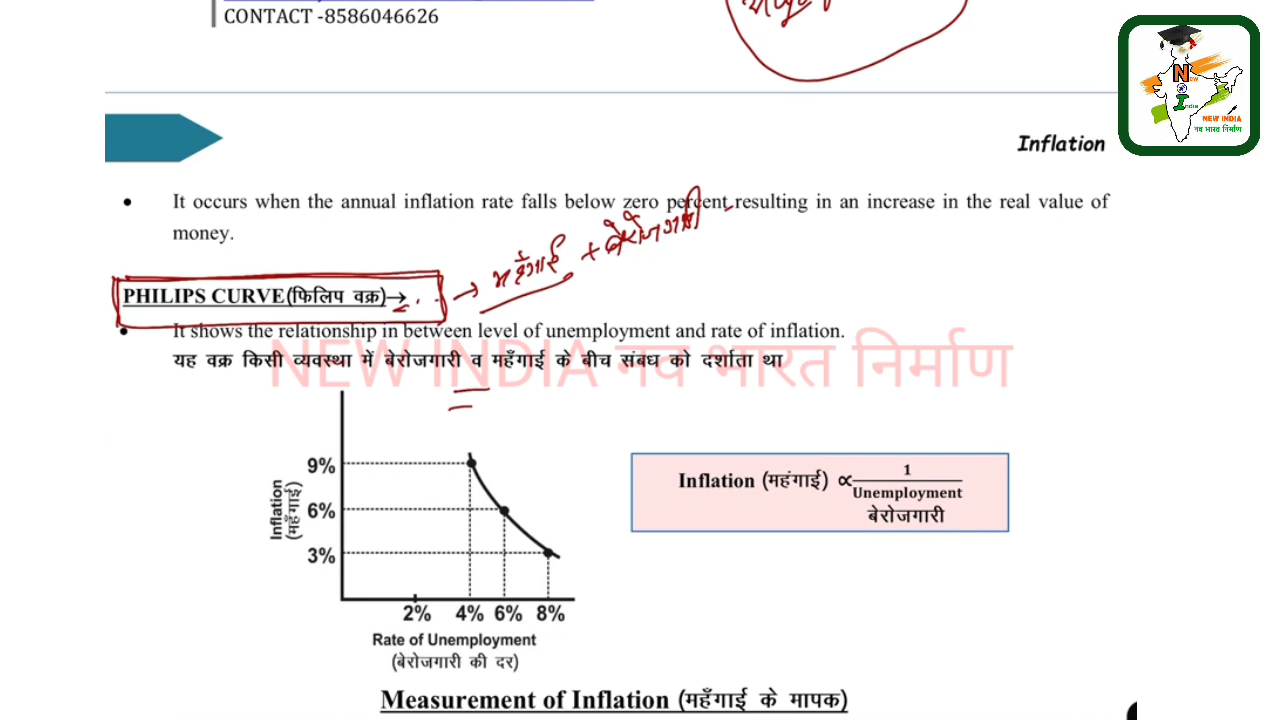 CONTACT -8586046626
NEW INDIA
नव भारत निर्माण
Inflation
• It occurs when the annual inflation rate falls below zero percent resulting in an increase in the real value of
money.
महँगाई + बेरोजगारी
PHILIPS CURVE(फिलिप वक्र)→
• It shows the relationship in between level of unemployment and rate of inflation.
यह वक्र किसी व्यवस्था में बेरोजगारी व महँगाई के बीच संबंघ को दर्शाता था
NEW INDIA नव भारत निर्माण
9%
6%
3%
Inflation
(महँगाई)
2% 4% 6% 8%
Rate of Unemployment
(बेरोजगारी की दर)
Inflation (महंगाई) ∝ 1
Unemployment
बेरोजगारी
Measurement of Inflation (महँगाई के मापक)